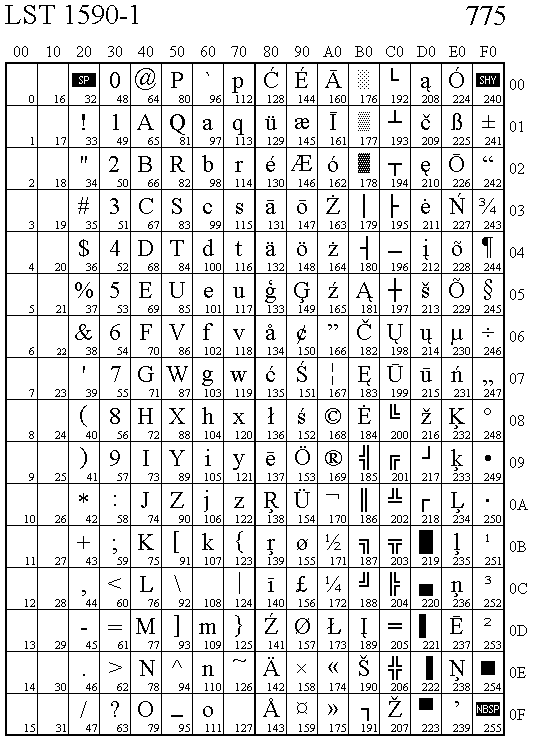 LST 1590-1 775
00 10 20 30 40 50 60 70 80 90 A0 B0 C0 D0 E0 F0
SP 0 @ P ` p Ć É Ā ░ └ ą Ó SHY 00
0 16 32 48 64 80 96 112 128 144 160 176 192 208 224 240
! 1 A Q a q ü æ Ī ▒ ┴ č ß ± 01
1 17 33 49 65 81 97 113 129 145 161 177 193 209 225 241
" 2 B R b r é Æ ó ▓ ┬ ę Ō “ 02
2 18 34 50 66 82 98 114 130 146 162 178 194 210 226 242
# 3 C S c s ā ō Ż │ ├ ė Ń ¾ 03
3 19 35 51 67 83 99 115 131 147 163 179 195 211 227 243
$ 4 D T d t ä ö ż ┤ ─ į õ ¶ 04
4 20 36 52 68 84 100 116 132 148 164 180 196 212 228 244
% 5 E U e u ģ Ģ ź Ą ┼ š Õ § 05
5 21 37 53 69 85 101 117 133 149 165 181 197 213 229 245
& 6 F V f v å ¢ ” Č Ų ų µ ÷ 06
6 22 38 54 70 86 102 118 134 150 166 182 198 214 230 246
' 7 G W g w ć Ś ¦ Ę Ū ū ń „ 07
7 23 39 55 71 87 103 119 135 151 167 183 199 215 231 247
( 8 H X h x ł ś © Ė ╚ ž Ķ ° 08
8 24 40 56 72 88 104 120 136 152 168 184 200 216 232 248
) 9 I Y i y ē Ö ® ╣ ╔ ┘ ķ • 09
9 25 41 57 73 89 105 121 137 153 169 185 201 217 233 249
* : J Z j z Ŗ Ü ¬ ║ ╩ ┌ Ļ · 0A
10 26 42 58 74 90 106 122 138 154 170 186 202 218 234 250
+ ; K [ k { ŗ ø ½ ╗ ╦ █ ļ ¹ 0B
11 27 43 59 75 91 107 123 139 155 171 187 203 219 235 251
, < L \ l | ī £ ¼ ╝ ╠ ▄ ņ ³ 0C
12 28 44 60 76 92 108 124 140 156 172 188 204 220 236 252
- = M ] m } Ź Ø Ł Į ═ ▌ Ē ² 0D
13 29 45 61 77 93 109 125 141 157 173 189 205 221 237 253
. > N ^ n ~ Ä × « Š ╬ ▐ Ņ ■ 0E
14 30 46 62 78 94 110 126 142 158 174 190 206 222 238 254
/ ? O _ o Å ¤ » ┐ Ž ▀ ’ NBSP 0F
15 31 47 63 79 95 111 127 143 159 175 191 207 223 239 255